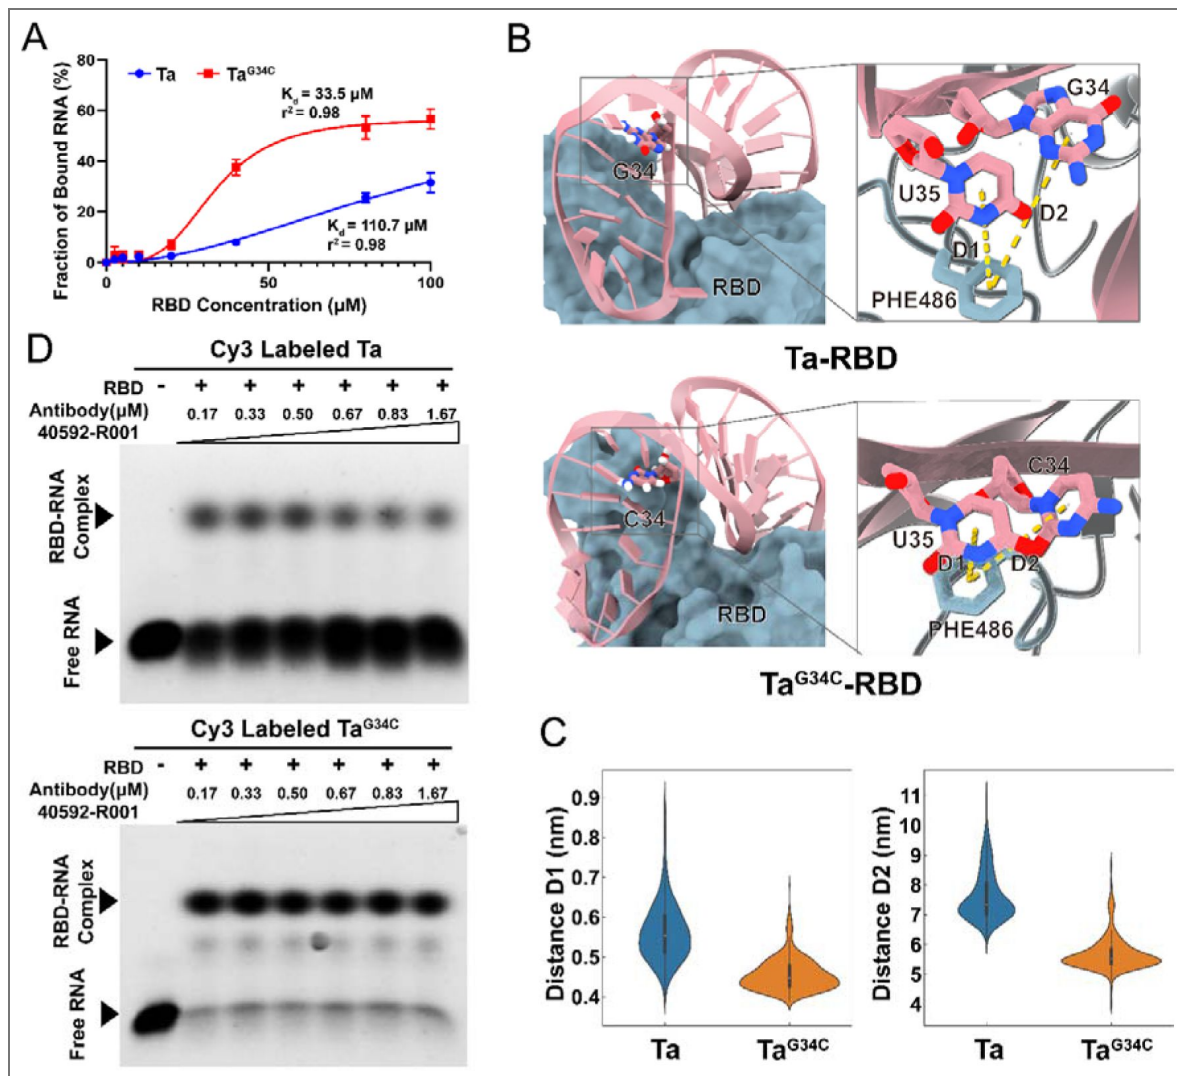 A
Fraction of Bound RNA (%)
80
60
40
20
0
Ta
Ta^G34C
K_d = 33.5 µM
r² = 0.98
K_d = 110.7 µM
r² = 0.98
0
50
100
RBD Concentration (µM)
B
G34
RBD
G34
U35
D2
D1
PHE486
Ta-RBD
C34
RBD
C34
U35
D1
D2
PHE486
Ta^G34C-RBD
C
Distance D1 (nm)
0.9
0.8
0.7
0.6
0.5
0.4
Ta
Ta^G34C
Distance D2 (nm)
11
10
9
8
7
6
5
4
Ta
Ta^G34C
D
Cy3 Labeled Ta
RBD - + + + + + +
Antibody(µM) 0.17 0.33 0.50 0.67 0.83 1.67
40592-R001
RBD-RNA
Complex
Free RNA
Cy3 Labeled Ta^G34C
RBD - + + + + + +
Antibody(µM) 0.17 0.33 0.50 0.67 0.83 1.67
40592-R001
RBD-RNA
Complex
Free RNA